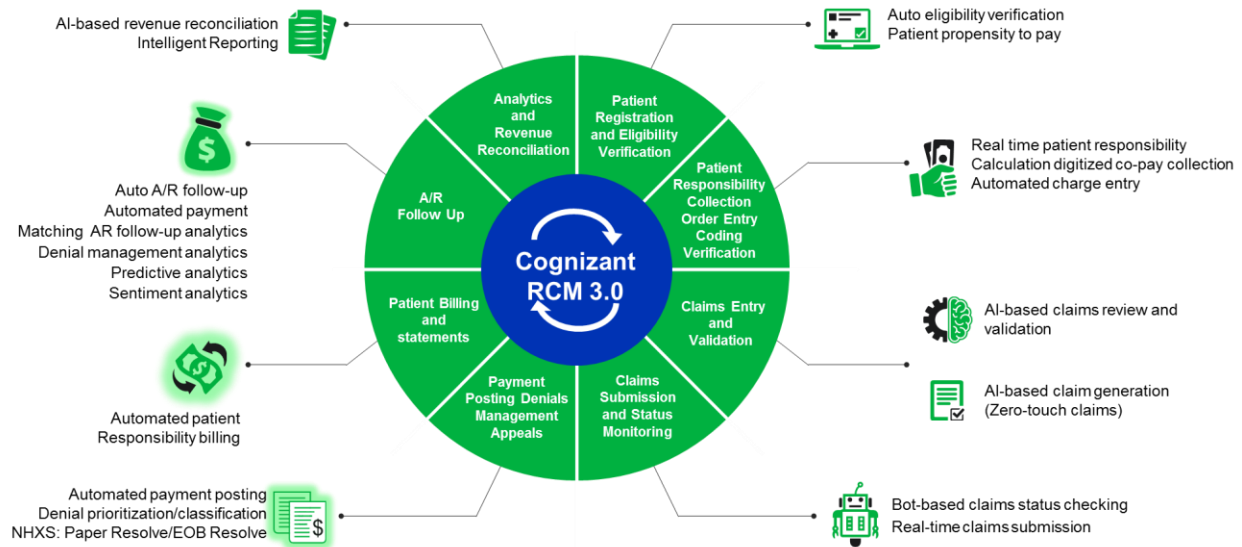 AI-based revenue reconciliation
Intelligent Reporting
Auto eligibility verification
Patient propensity to pay
Analytics
and
Revenue
Reconciliation
Patient
Registration
and Eligibility
Verification
$
Auto A/R follow-up
Automated payment
Matching AR follow-up analytics
Denial management analytics
Predictive analytics
Sentiment analytics
A/R
Follow Up
Patient
Responsibility
Collection
Order Entry
Coding
Verification
Real time patient responsibility
Calculation digitized co-pay collection
Automated charge entry
Cognizant
RCM 3.0
Patient Billing
and
statements
Claims Entry
and
Validation
AI-based claims review and
validation
AI-based claim generation
(Zero-touch claims)
$
Automated patient
Responsibility billing
Payment
Posting Denials
Management
Appeals
Claims
Submission
and Status
Monitoring
Automated payment posting
Denial prioritization/classification
NHXS: Paper Resolve/EOB Resolve
$
Bot-based claims status checking
Real-time claims submission